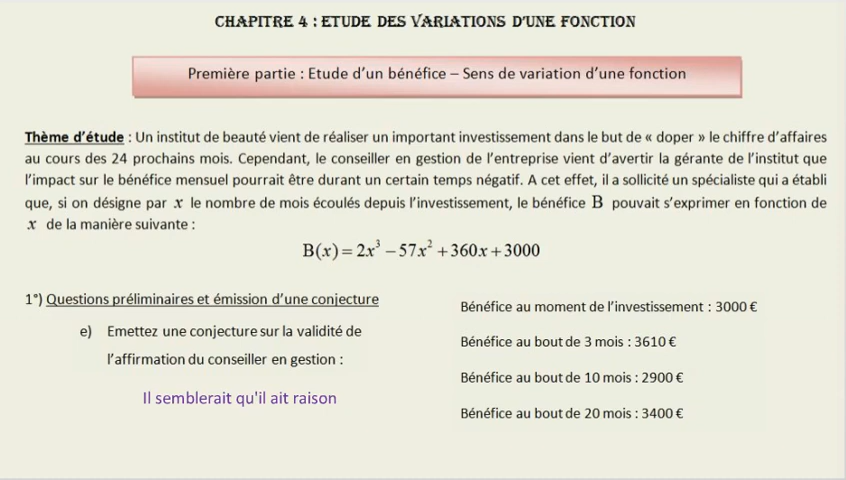 CHAPITRE 4 : ETUDE DES VARIATIONS D'UNE FONCTION
Première partie : Etude d'un bénéfice – Sens de variation d'une fonction
Thème d'étude : Un institut de beauté vient de réaliser un important investissement dans le but de « doper » le chiffre d'affaires
au cours des 24 prochains mois. Cependant, le conseiller en gestion de l'entreprise vient d'avertir la gérante de l'institut que
l'impact sur le bénéfice mensuel pourrait être durant un certain temps négatif. A cet effet, il a sollicité un spécialiste qui a établi
que, si on désigne par x le nombre de mois écoulés depuis l'investissement, le bénéfice B pouvait s'exprimer en fonction de
x de la manière suivante :
B(x) = 2x³ – 57x² + 360x + 3000
1°) Questions préliminaires et émission d'une conjecture
e) Emettez une conjecture sur la validité de
l'affirmation du conseiller en gestion :
Il semblerait qu'il ait raison
Bénéfice au moment de l'investissement : 3000 €
Bénéfice au bout de 3 mois : 3610 €
Bénéfice au bout de 10 mois : 2900 €
Bénéfice au bout de 20 mois : 3400 €